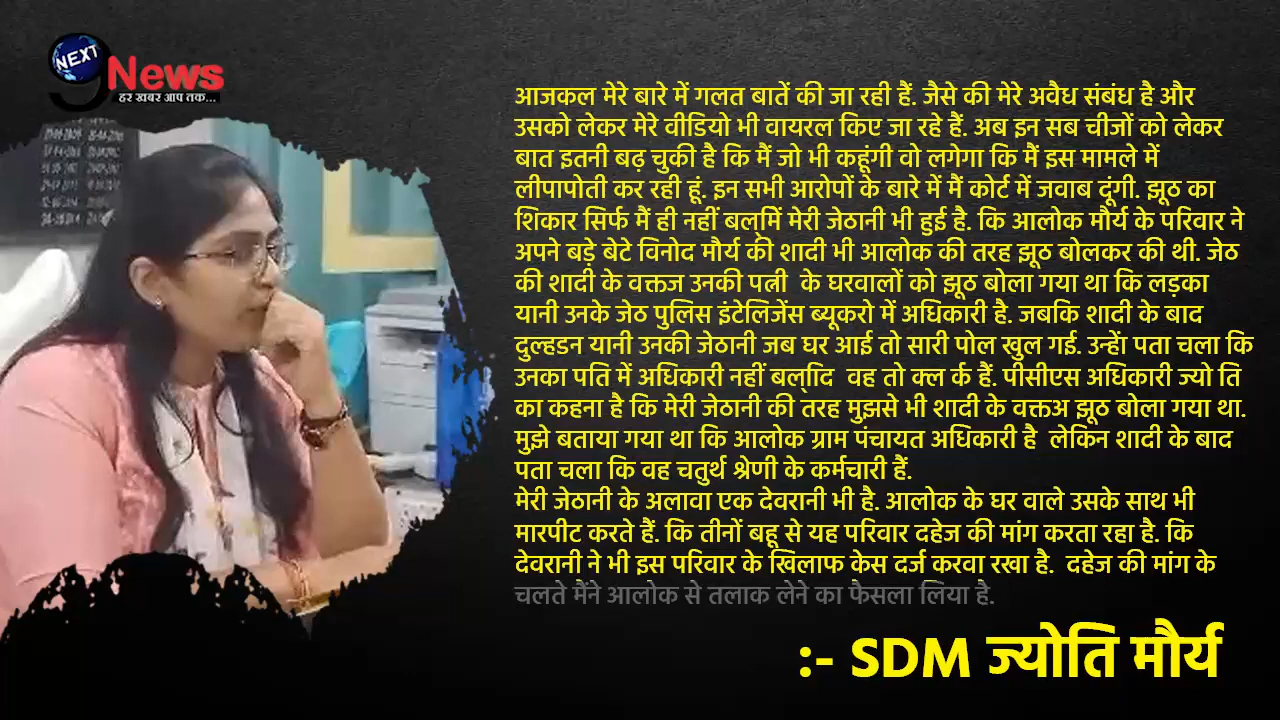 NEXT
9 News
हर खबर आप तक...
आजकल मेरे बारे में गलत बातें की जा रही हैं. जैसे की मेरे अवैध संबंध है और
उसको लेकर मेरे वीडियो भी वायरल किए जा रहे हैं. अब इन सब चीजों को लेकर
बात इतनी बढ़ चुकी है कि मैं जो भी कहूंगी वो लगेगा कि मैं इस मामले में
लीपापोती कर रही हूं. इन सभी आरोपों के बारे में मैं कोर्ट में जवाब दूंगी. झूठ का
शिकार सिर्फ मैं ही नहीं बल्मिं मेरी जेठानी भी हुई है. कि आलोक मौर्य के परिवार ने
अपने बड़े बेटे विनोद मौर्य की शादी भी आलोक की तरह झूठ बोलकर की थी. जेठ
की शादी के वक्तज उनकी पत्नी के घरवालों को झूठ बोला गया था कि लड़का
यानी उनके जेठ पुलिस इंटेलिजेंस ब्यूकरो में अधिकारी है. जबकि शादी के बाद
दुल्हडन यानी उनकी जेठानी जब घर आई तो सारी पोल खुल गई. उन्हेां पता चला कि
उनका पति में अधिकारी नहीं बल्दिा वह तो क्ल र्क हैं. पीसीएस अधिकारी ज्यो ति
का कहना है कि मेरी जेठानी की तरह मुझसे भी शादी के वक्तअ झूठ बोला गया था.
मुझे बताया गया था कि आलोक ग्राम पंचायत अधिकारी है लेकिन शादी के बाद
पता चला कि वह चतुर्थ श्रेणी के कर्मचारी हैं.
मेरी जेठानी के अलावा एक देवरानी भी है. आलोक के घर वाले उसके साथ भी
मारपीट करते हैं. कि तीनों बहू से यह परिवार दहेज की मांग करता रहा है. कि
देवरानी ने भी इस परिवार के खिलाफ केस दर्ज करवा रखा है. दहेज की मांग के
चलते मैंने आलोक से तलाक लेने का फैसला लिया है.
:- SDM ज्योति मौर्य